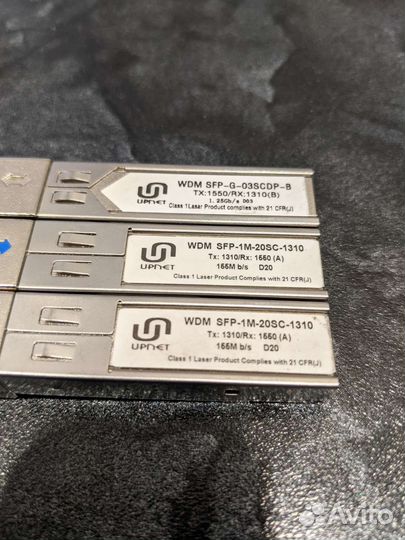 WDM SFP-G-03SCDP-B
TX:1550/RX:1310(B)
1.25Gb/s D03
Class 1 Laser Product complies with 21 CFR(J)
UPNET
WDM SFP-1M-20SC-1310
Tx: 1310/Rx: 1550 (A)
155M b/s D20
Class 1 Laser Product Complies with 21 CFR(J)
UPNET
WDM SFP-1M-20SC-1310
Tx: 1310/Rx: 1550 (A)
155M b/s D20
Class 1 Laser Product Complies with 21 CFR(J)
UPNET
Avito